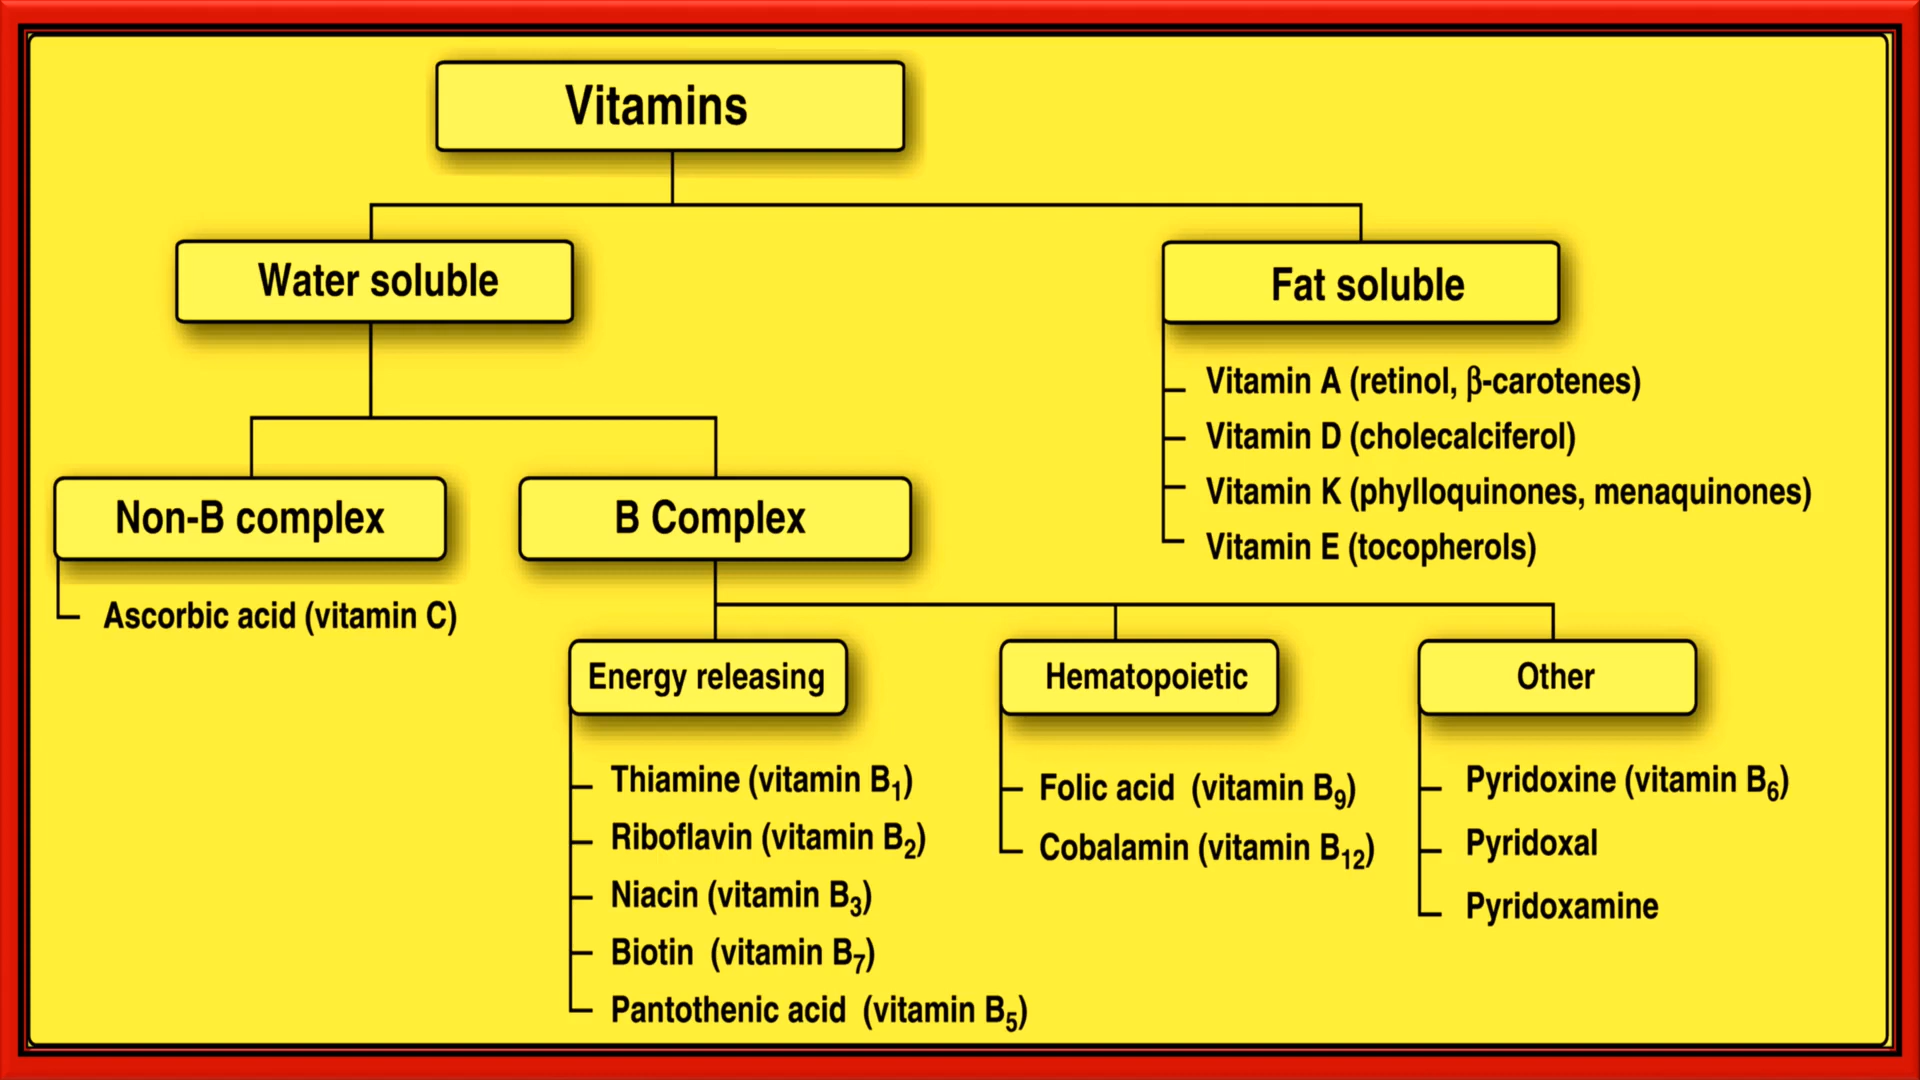 Vitamins
Water soluble
Fat soluble
Vitamin A (retinol, β-carotenes)
Vitamin D (cholecalciferol)
Vitamin K (phylloquinones, menaquinones)
Vitamin E (tocopherols)
Non-B complex
Ascorbic acid (vitamin C)
B Complex
Energy releasing
Thiamine (vitamin B₁)
Riboflavin (vitamin B₂)
Niacin (vitamin B₃)
Biotin (vitamin B₇)
Pantothenic acid (vitamin B₅)
Hematopoietic
Folic acid (vitamin B₉)
Cobalamin (vitamin B₁₂)
Other
Pyridoxine (vitamin B₆)
Pyridoxal
Pyridoxamine